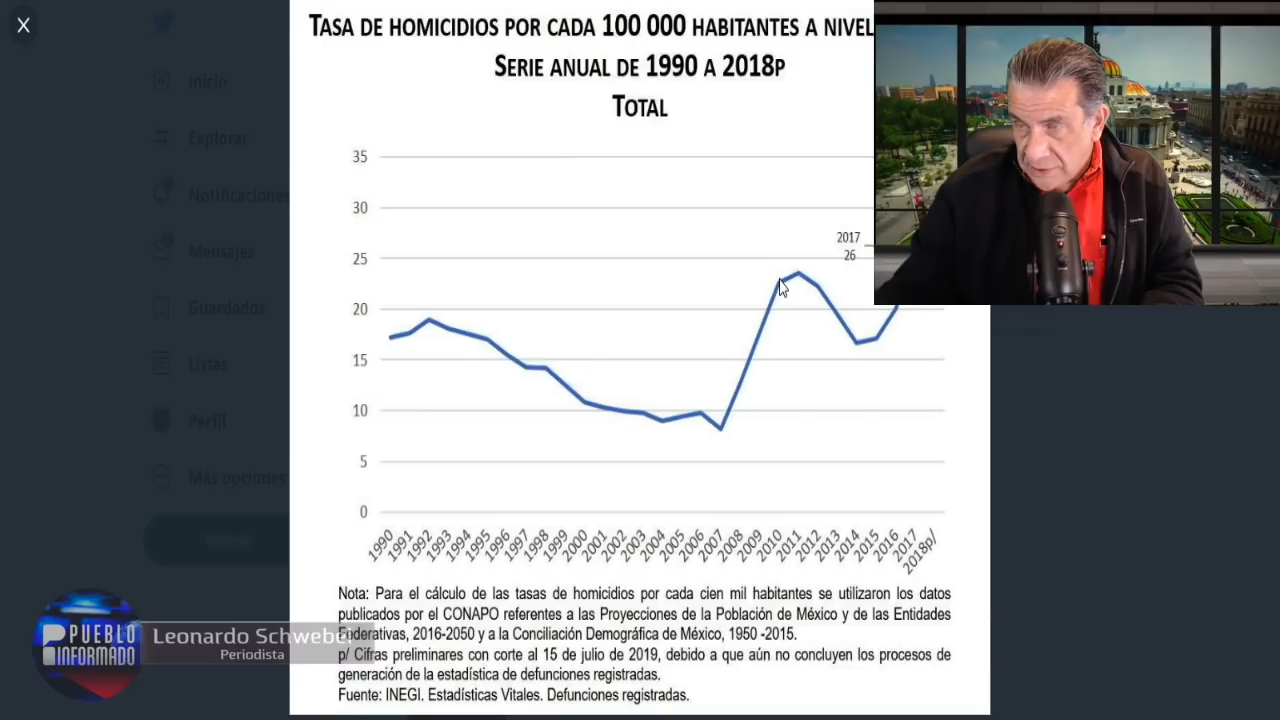 X
TASA DE HOMICIDIOS POR CADA 100 000 HABITANTES A NIVEL
SERIE ANUAL DE 1990 A 2018P
TOTAL
Inicio
Explorar
Notificaciones
Mensajes
Guardados
Listas
Perfil
Más opciones
35
30
25
20
15
10
5
0
2017
26
1990 1991 1992 1993 1994 1995 1996 1997 1998 1999 2000 2001 2002 2003 2004 2005 2006 2007 2008 2009 2010 2011 2012 2013 2014 2015 2016 2017 2018p/
Nota: Para el cálculo de las tasas de homicidios por cada cien mil habitantes se utilizaron los datos
publicados por el CONAPO referentes a las Proyecciones de la Población de México y de las Entidades
Federativas, 2016-2050 y a la Conciliación Demográfica de México, 1950 -2015.
p/ Cifras preliminares con corte al 15 de julio de 2019, debido a que aún no concluyen los procesos de
generación de la estadística de defunciones registradas.
Fuente: INEGI. Estadísticas Vitales. Defunciones registradas.
PUEBLO
INFORMADO
Leonardo Schwebel
Periodista